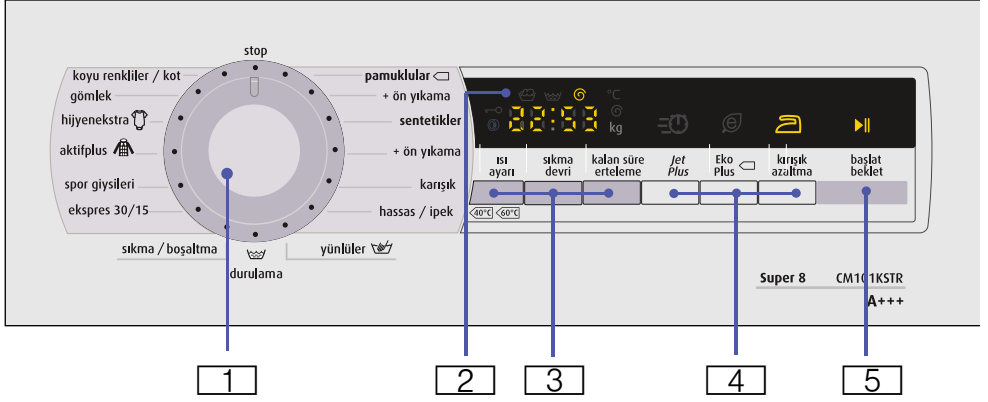 stop
koyu renkliler / kot
gömlek
hijyenekstra
aktifplus
spor giysileri
ekspres 30/15
sıkma / boşaltma
durulama
yünlüler
hassas / ipek
karışık
+ ön yıkama
sentetikler
+ ön yıkama
pamuklular
°C
22:53
kg
ısı
ayarı
sıkma
devri
kalan süre
erteleme
Jet
Plus
Eko
Plus
kırışık
azaltma
başlat
beklet
40°C 60°C
Super 8 CM101KSTR
A+++
1 2 3 4 5